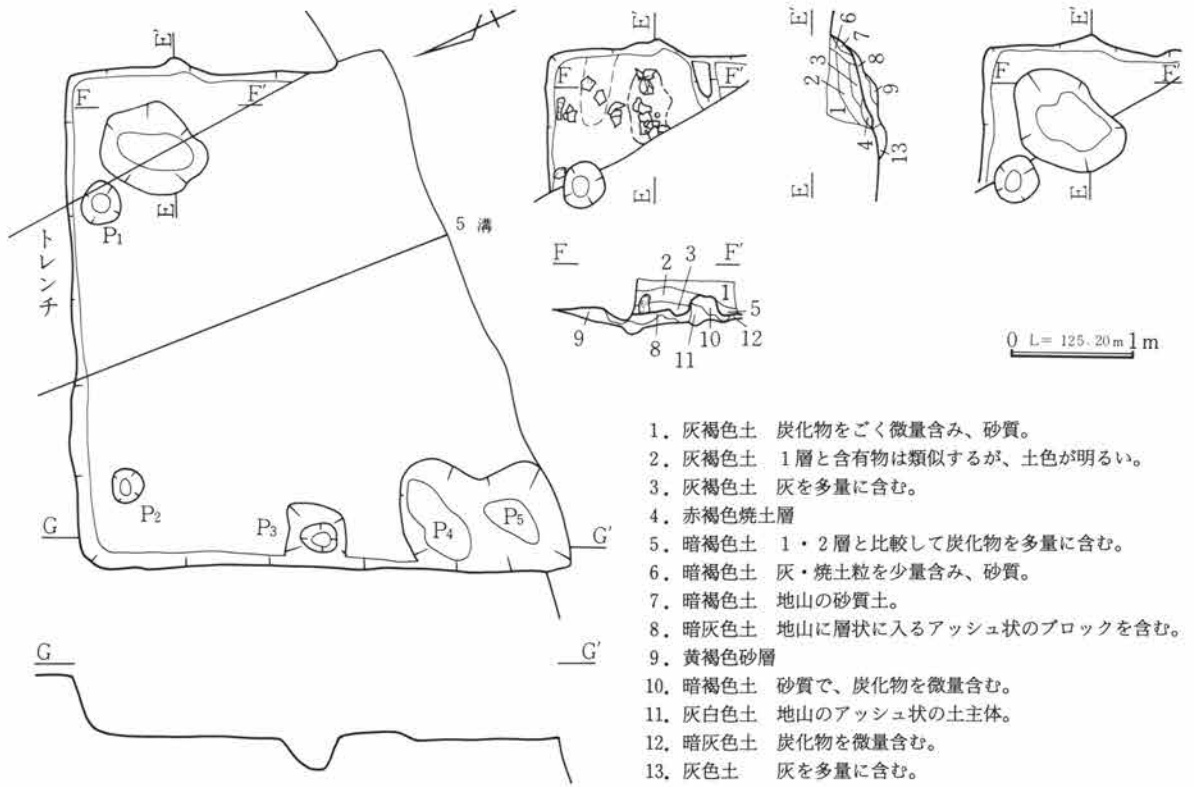 E'
F
F'
E
P1
トレンチ
5 溝
P2
P3
P4
P5
G
G'
G
G'
E'
F
F'
E
E'
6
7
3
8
2
9
1
4
13
E
E'
F
F'
E
F
F'
2
3
1
5
9
8
10
12
11
0 L= 125.20m 1m
1. 灰褐色土 炭化物をごく微量含み、砂質。
2. 灰褐色土 1層と含有物は類似するが、土色が明るい。
3. 灰褐色土 灰を多量に含む。
4. 赤褐色焼土層
5. 暗褐色土 1・2層と比較して炭化物を多量に含む。
6. 暗褐色土 灰・焼土粒を少量含み、砂質。
7. 暗褐色土 地山の砂質土。
8. 暗灰色土 地山に層状に入るアッシュ状のブロックを含む。
9. 黄褐色砂層
10. 暗褐色土 砂質で、炭化物を微量含む。
11. 灰白色土 地山のアッシュ状の土主体。
12. 暗灰色土 炭化物を微量含む。
13. 灰色土 灰を多量に含む。